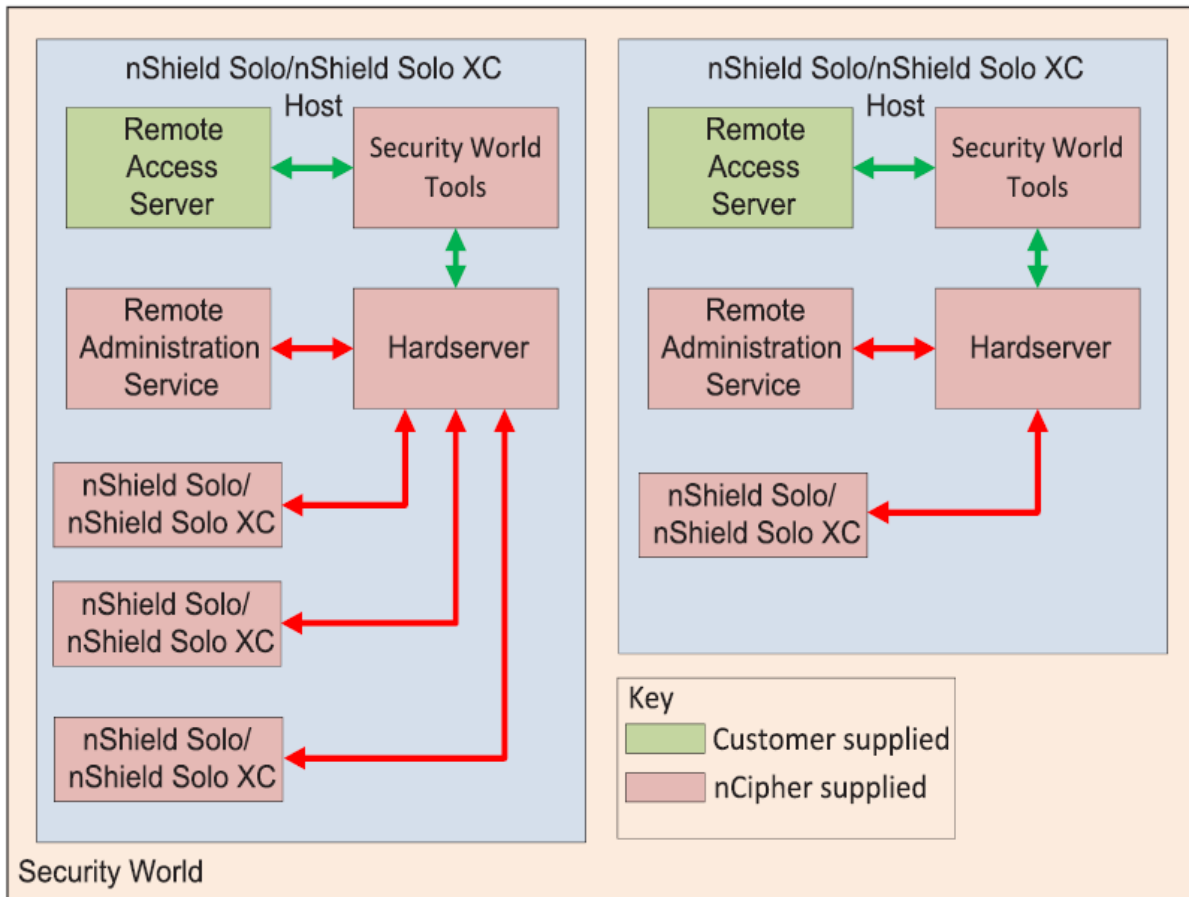 nShield Solo/nShield Solo XC
Host
Remote
Access
Server
Security World
Tools
Remote
Administration
Service
Hardserver
nShield Solo/
nShield Solo XC
nShield Solo/
nShield Solo XC
nShield Solo/
nShield Solo XC
nShield Solo/nShield Solo XC
Host
Remote
Access
Server
Security World
Tools
Remote
Administration
Service
Hardserver
nShield Solo/
nShield Solo XC
Key
Customer supplied
nCipher supplied
Security World